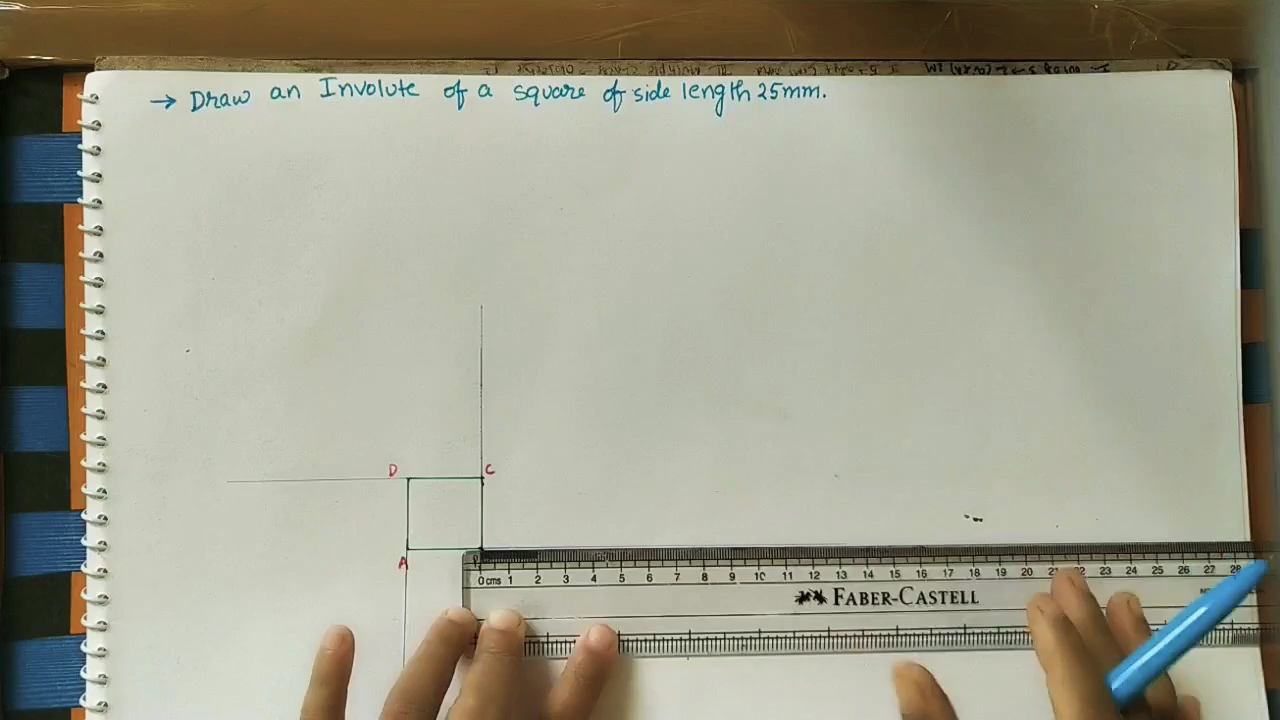 → Draw an Involute of a square of side length 25mm.
D C
A
0 cms 1 2 3 4 5 6 7 8 9 10 11 12 13 14 15 16 17 18 19 20 21 22 23 24 25 26 27 28
FABER-CASTELL